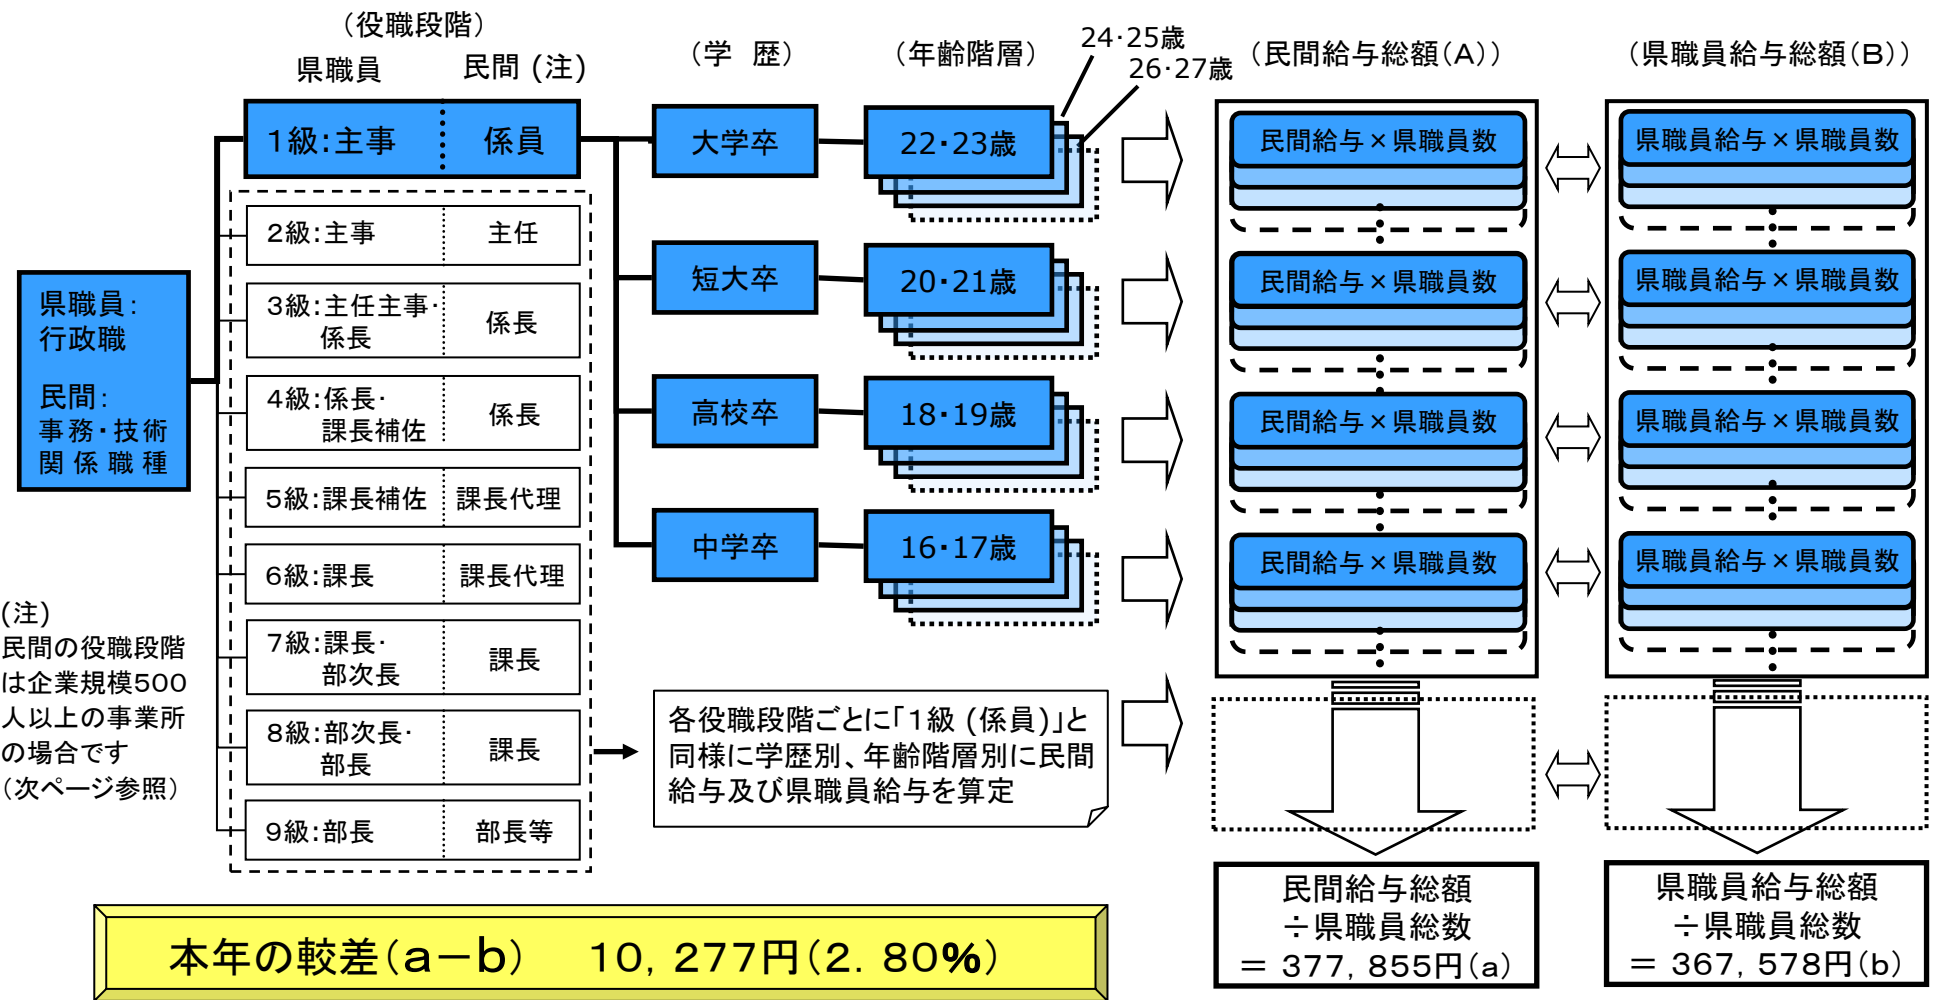 （役職段階）
県職員　民間 (注)
（学　歴）
（年齢階層）
24・25歳
26・27歳
（民間給与総額(A)）
（県職員給与総額(B)）
1級：主事　係員
2級：主事　主任
3級：主任主事・
係長　係長
4級：係長・
課長補佐　係長
5級：課長補佐　課長代理
6級：課長　課長代理
7級：課長・
部次長　課長
8級：部次長・
部長　課長
9級：部長　部長等
県職員：
行政職
民間：
事務・技術
関係職種
(注)
民間の役職段階
は企業規模500
人以上の事業所
の場合です
（次ページ参照）
大学卒
22・23歳
短大卒
20・21歳
高校卒
18・19歳
中学卒
16・17歳
各役職段階ごとに「1級 (係員)」と
同様に学歴別、年齢階層別に民間
給与及び県職員給与を算定
民間給与×県職員数
民間給与×県職員数
民間給与×県職員数
民間給与×県職員数
県職員給与×県職員数
県職員給与×県職員数
県職員給与×県職員数
県職員給与×県職員数
民間給与総額
÷県職員総数
＝ 377, 855円(a)
県職員給与総額
÷県職員総数
＝ 367, 578円(b)
本年の較差(a－b)　10, 277円(2. 80%)